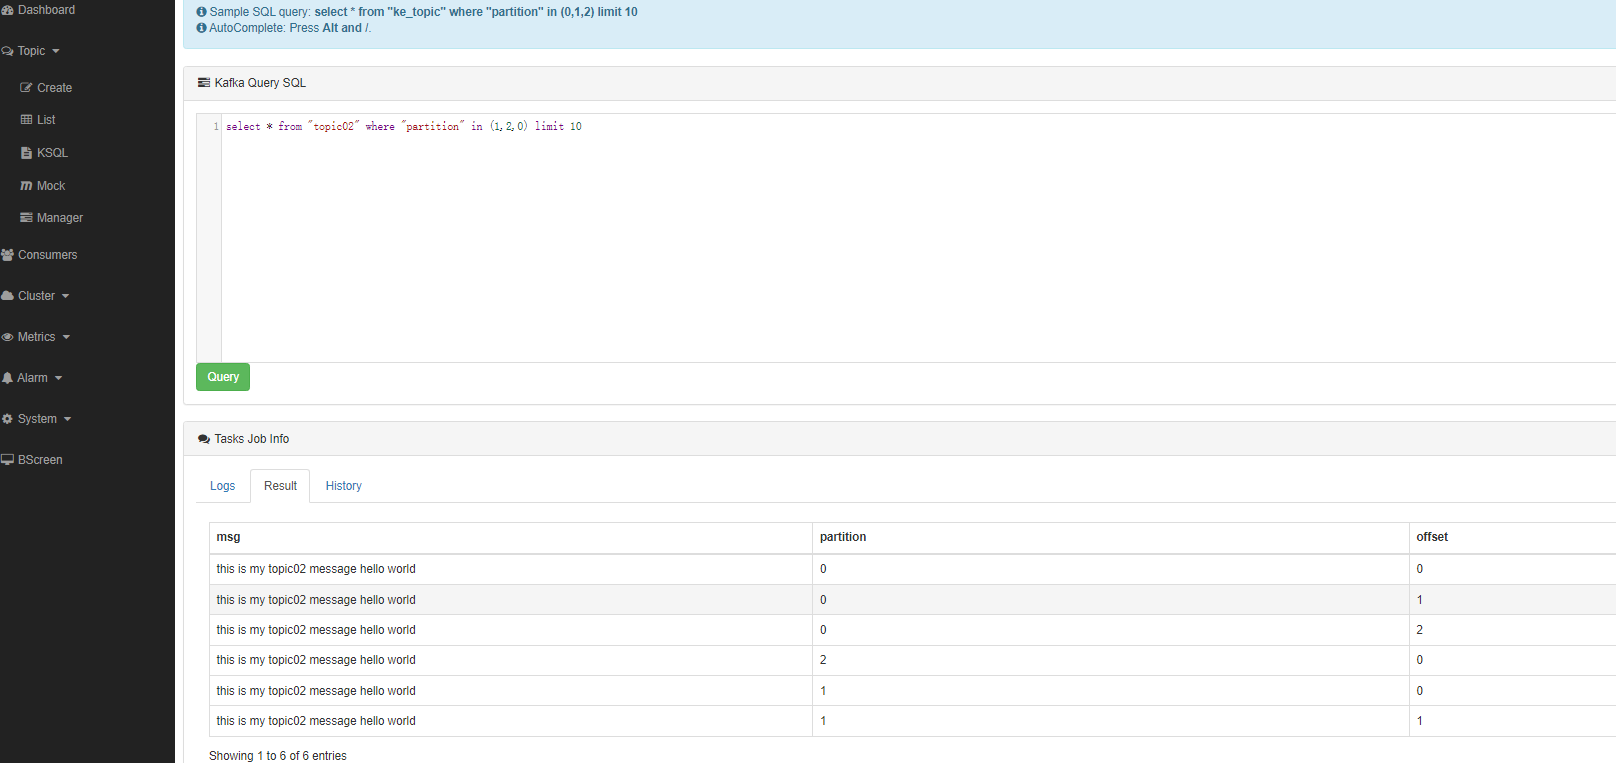 Dashboard
Topic
Create
List
KSQL
Mock
Manager
Consumers
Cluster
Metrics
Alarm
System
BScreen
Sample SQL query: select * from "ke_topic" where "partition" in (0,1,2) limit 10
AutoComplete: Press Alt and /.
Kafka Query SQL
1 select * from "topic02" where "partition" in (1,2,0) limit 10
Query
Tasks Job Info
Logs Result History
msg partition offset
this is my topic02 message hello world 0 0
this is my topic02 message hello world 0 1
this is my topic02 message hello world 0 2
this is my topic02 message hello world 2 0
this is my topic02 message hello world 1 0
this is my topic02 message hello world 1 1
Showing 1 to 6 of 6 entries